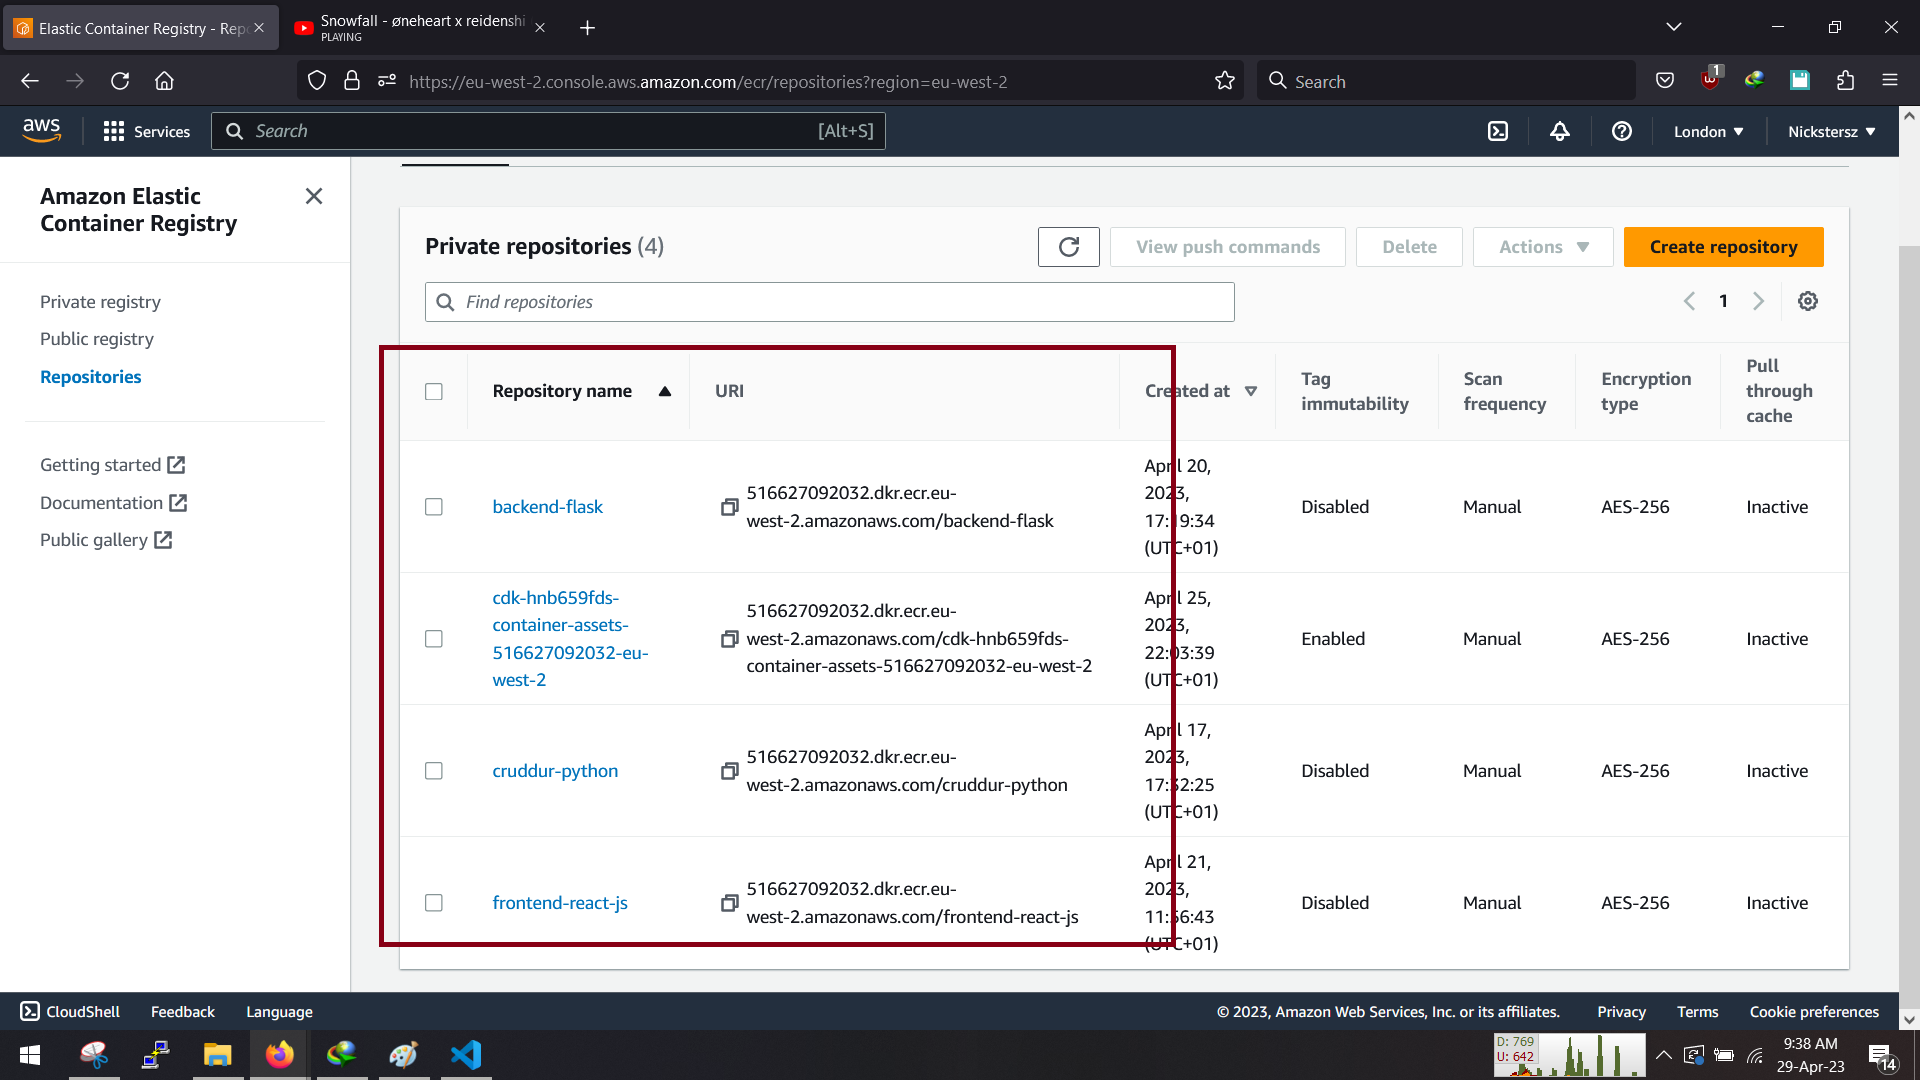 Elastic Container Registry - Repo
Snowfall - øneheart x reidenshi
PLAYING
https://eu-west-2.console.aws.amazon.com/ecr/repositories?region=eu-west-2
Search
1
aws
Services
Search
[Alt+S]
London
Nickstersz
Amazon Elastic
Container Registry
Private registry
Public registry
Repositories
Getting started
Documentation
Public gallery
Private repositories (4)
View push commands
Delete
Actions
Create repository
Find repositories
1
Repository name
URI
Created at
Tag
immutability
Scan
frequency
Encryption
type
Pull
through
cache
backend-flask
516627092032.dkr.ecr.eu-
west-2.amazonaws.com/backend-flask
April 20,
2023,
17:19:34
(UTC+01)
Disabled
Manual
AES-256
Inactive
cdk-hnb659fds-
container-assets-
516627092032-eu-
west-2
516627092032.dkr.ecr.eu-
west-2.amazonaws.com/cdk-hnb659fds-
container-assets-516627092032-eu-west-2
April 25,
2023,
22:03:39
(UTC+01)
Enabled
Manual
AES-256
Inactive
cruddur-python
516627092032.dkr.ecr.eu-
west-2.amazonaws.com/cruddur-python
April 17,
2023,
17:32:25
(UTC+01)
Disabled
Manual
AES-256
Inactive
frontend-react-js
516627092032.dkr.ecr.eu-
west-2.amazonaws.com/frontend-react-js
April 21,
2023,
11:56:43
(UTC+01)
Disabled
Manual
AES-256
Inactive
CloudShell
Feedback
Language
© 2023, Amazon Web Services, Inc. or its affiliates.
Privacy
Terms
Cookie preferences
D: 769
U: 642
9:38 AM
29-Apr-23
14